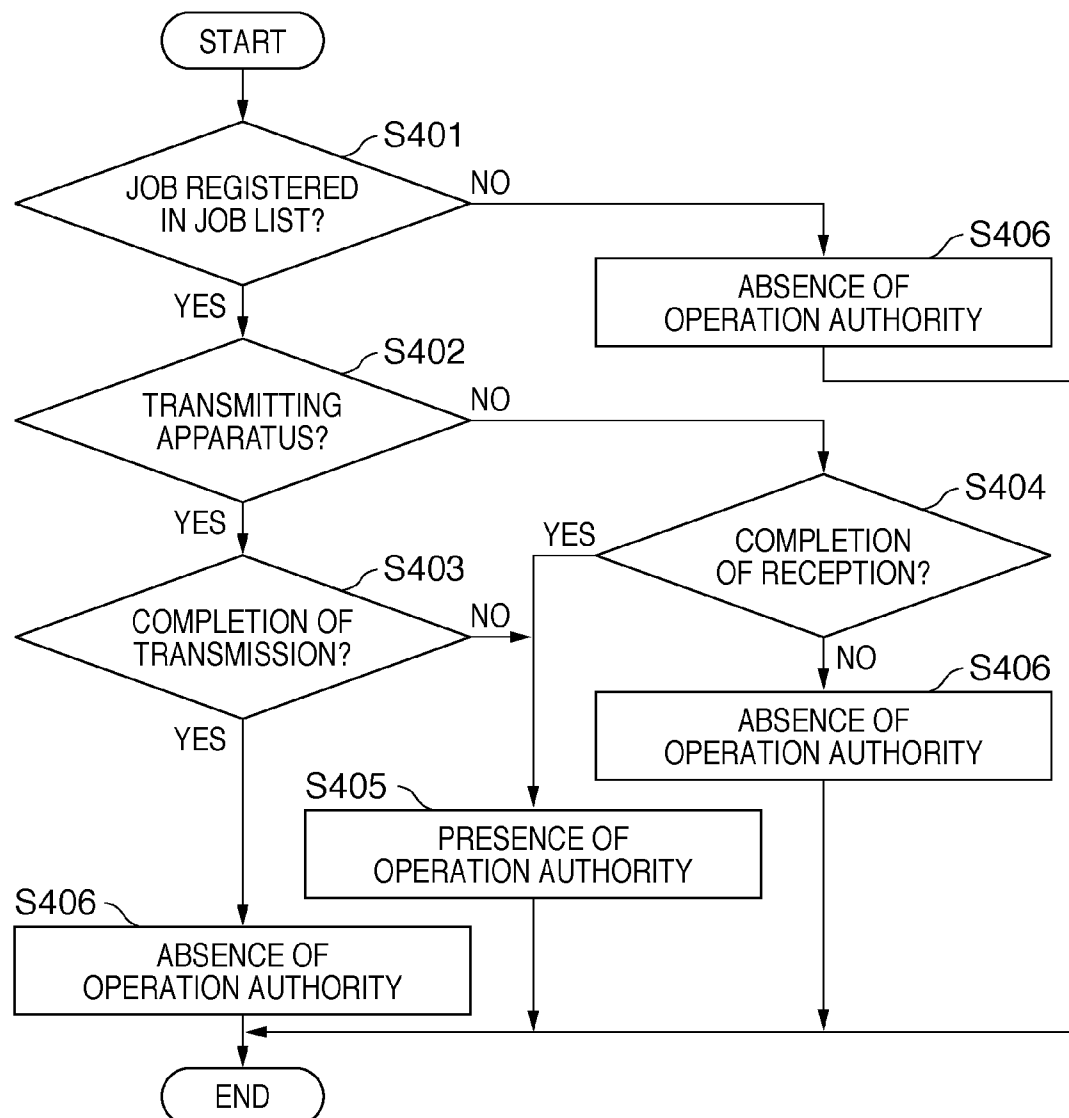 START
S401
JOB REGISTERED
IN JOB LIST?
NO
YES
S406
ABSENCE OF
OPERATION AUTHORITY
S402
TRANSMITTING
APPARATUS?
NO
YES
S404
COMPLETION
OF RECEPTION?
YES
NO
S403
COMPLETION OF
TRANSMISSION?
NO
YES
S406
ABSENCE OF
OPERATION AUTHORITY
S405
PRESENCE OF
OPERATION AUTHORITY
S406
ABSENCE OF
OPERATION AUTHORITY
END